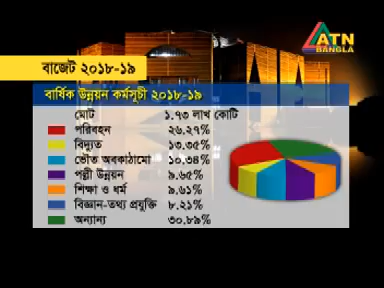 ATN
BANGLA
বাজেট ২০১৮-১৯
বার্ষিক উন্নয়ন কর্মসূচী ২০১৮-১৯
মোট ১.৭৩ লাখ কোটি
পরিবহন ২৬.২৭%
বিদ্যুত ১৩.৩৫%
ভৌত অবকাঠামো ১০.৩৪%
পল্লী উন্নয়ন ৯.৬৫%
শিক্ষা ও ধর্ম ৯.৬১%
বিজ্ঞান-তথ্য প্রযুক্তি ৮.২১%
অন্যান্য ৩০.৮৯%